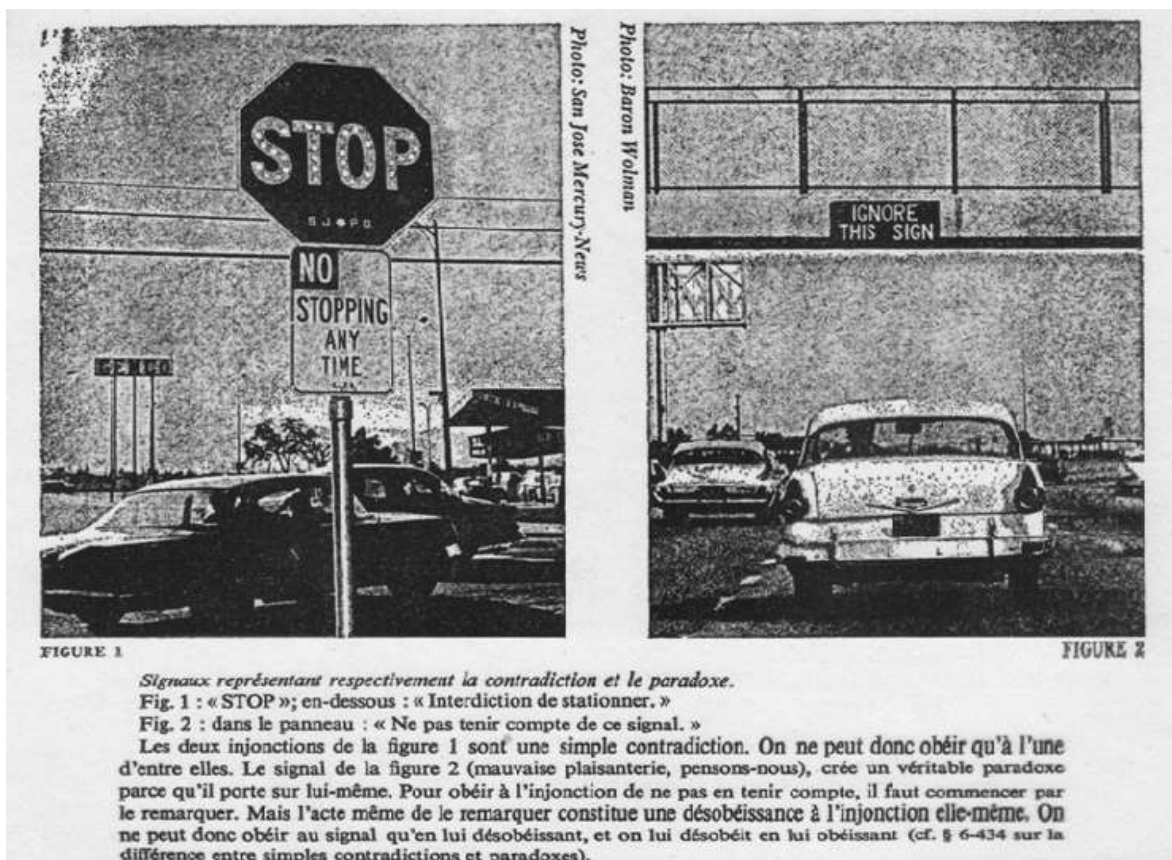 Photo: San Jose Mercury-News
Photo: Baron Wolman
STOP
SJ PD
NO
STOPPING
ANY
TIME
GEMCO
IGNORE
THIS SIGN
FIGURE 1
FIGURE 2
Signaux représentant respectivement la contradiction et le paradoxe.
Fig. 1 : « STOP »; en-dessous : « Interdiction de stationner. »
Fig. 2 : dans le panneau : « Ne pas tenir compte de ce signal. »
Les deux injonctions de la figure 1 sont une simple contradiction. On ne peut donc obéir qu'à l'une
d'entre elles. Le signal de la figure 2 (mauvaise plaisanterie, pensons-nous), crée un véritable paradoxe
parce qu'il porte sur lui-même. Pour obéir à l'injonction de ne pas en tenir compte, il faut commencer par
le remarquer. Mais l'acte même de le remarquer constitue une désobéissance à l'injonction elle-même. On
ne peut donc obéir au signal qu'en lui désobéissant, et on lui désobéit en lui obéissant (cf. § 6-434 sur la
différence entre simples contradictions et paradoxes).